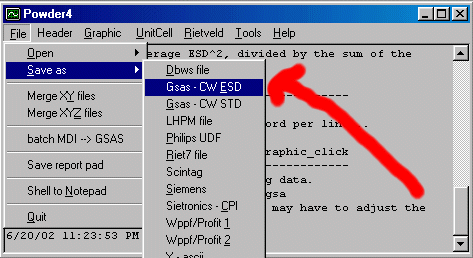 Powder4
File Header Graphic UnitCell Rietveld Tools Help
Open
erage ESD^2, divided by the sum of the
Save as
Dbws file
Gsas - CW ESD
Gsas - CW STD
Merge XY files
LHPM file
ord per lin
Merge XYZ files
Philips UDF
batch MDI --> GSAS
Riet7 file
raphic_click
Save report pad
Scintag
g data.
Shell to Notepad
Siemens
gsa
Sietronics - CPI
may have to adjust the
Quit
Wppf/Profit 1
6/20/02 11:23:53 PM
Wppf/Profit 2
X - ascii